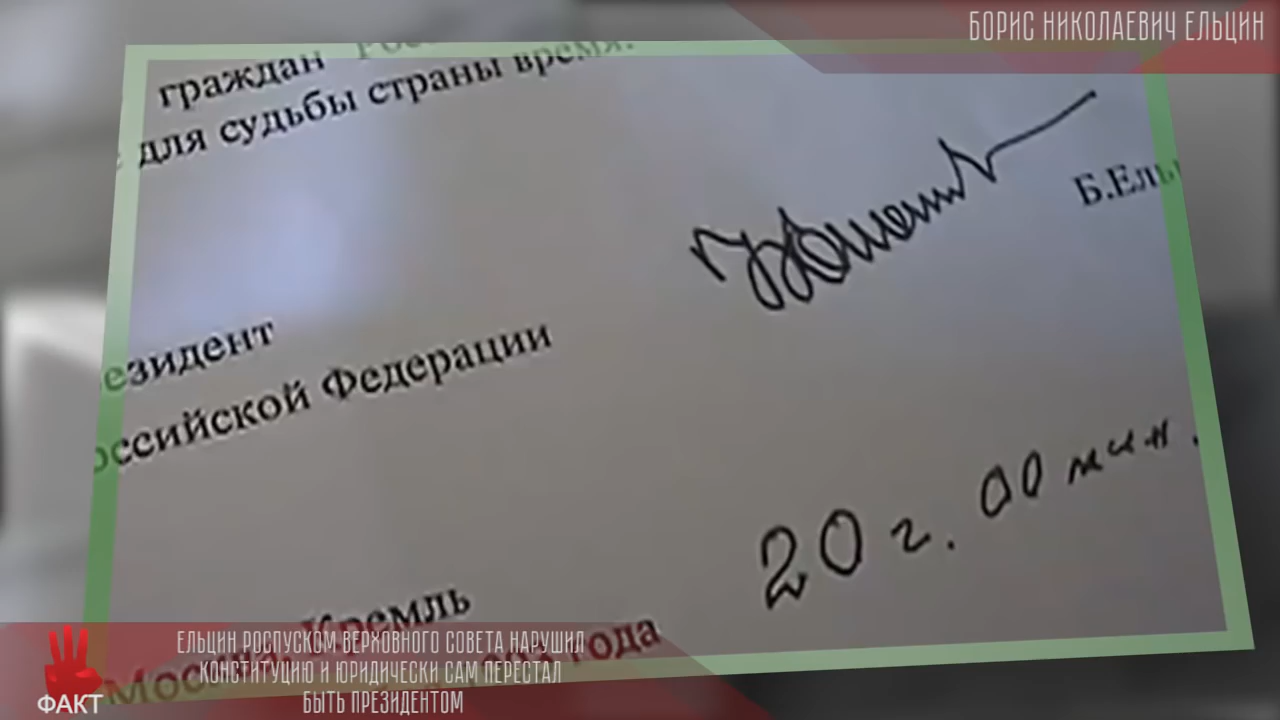 БОРИС НИКОЛАЕВИЧ ЕЛЬЦИН
граждан
для судьбы страны время.
Б.Ель
езидент
оссийской Федерации
20 г. 00 мин.
Москва, Кремль
года
ЕЛЬЦИН РОСПУСКОМ ВЕРХОВНОГО СОВЕТА НАРУШИЛ
КОНСТИТУЦИЮ И ЮРИДИЧЕСКИ САМ ПЕРЕСТАЛ
БЫТЬ ПРЕЗИДЕНТОМ
ФАКТ